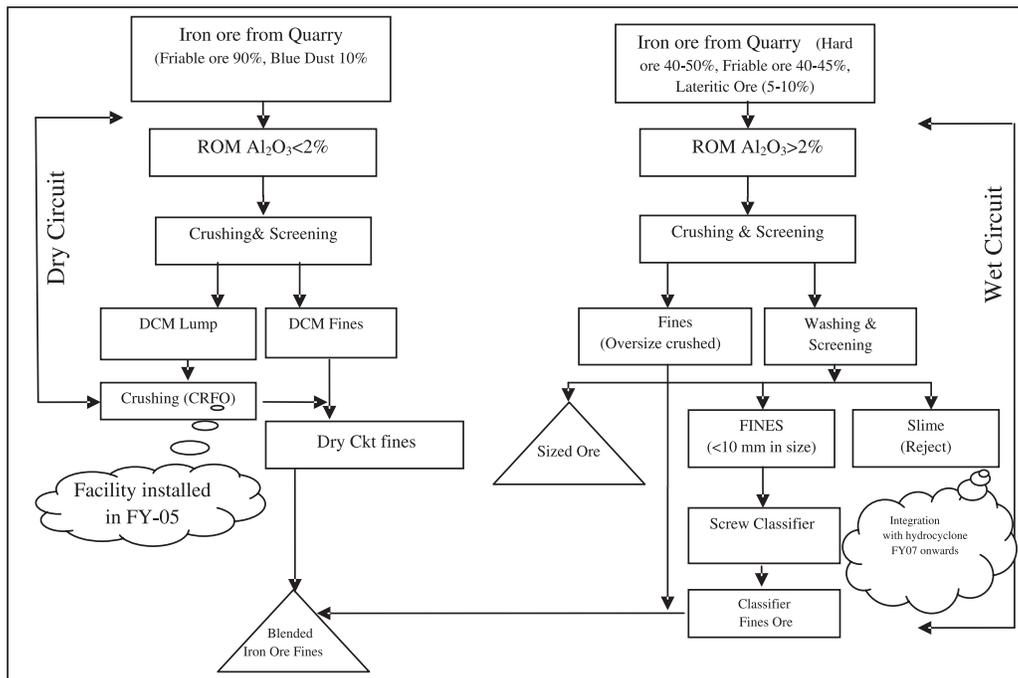 Iron ore from Quarry
(Friable ore 90%, Blue Dust 10%
ROM Al₂O₃<2%
Crushing& Screening
DCM Lump
DCM Fines
Crushing (CRFO)
Dry Ckt fines
Facility installed
in FY-05
Blended
Iron Ore Fines
Dry Circuit
Iron ore from Quarry (Hard
ore 40-50%, Friable ore 40-45%,
Lateritic Ore (5-10%)
ROM Al₂O₃>2%
Crushing & Screening
Fines
(Oversize crushed)
Washing &
Screening
Sized Ore
FINES
(<10 mm in size)
Slime
(Reject)
Screw Classifier
Integration
with hydrocyclone
FY07 onwards
Classifier
Fines Ore
Wet Circuit